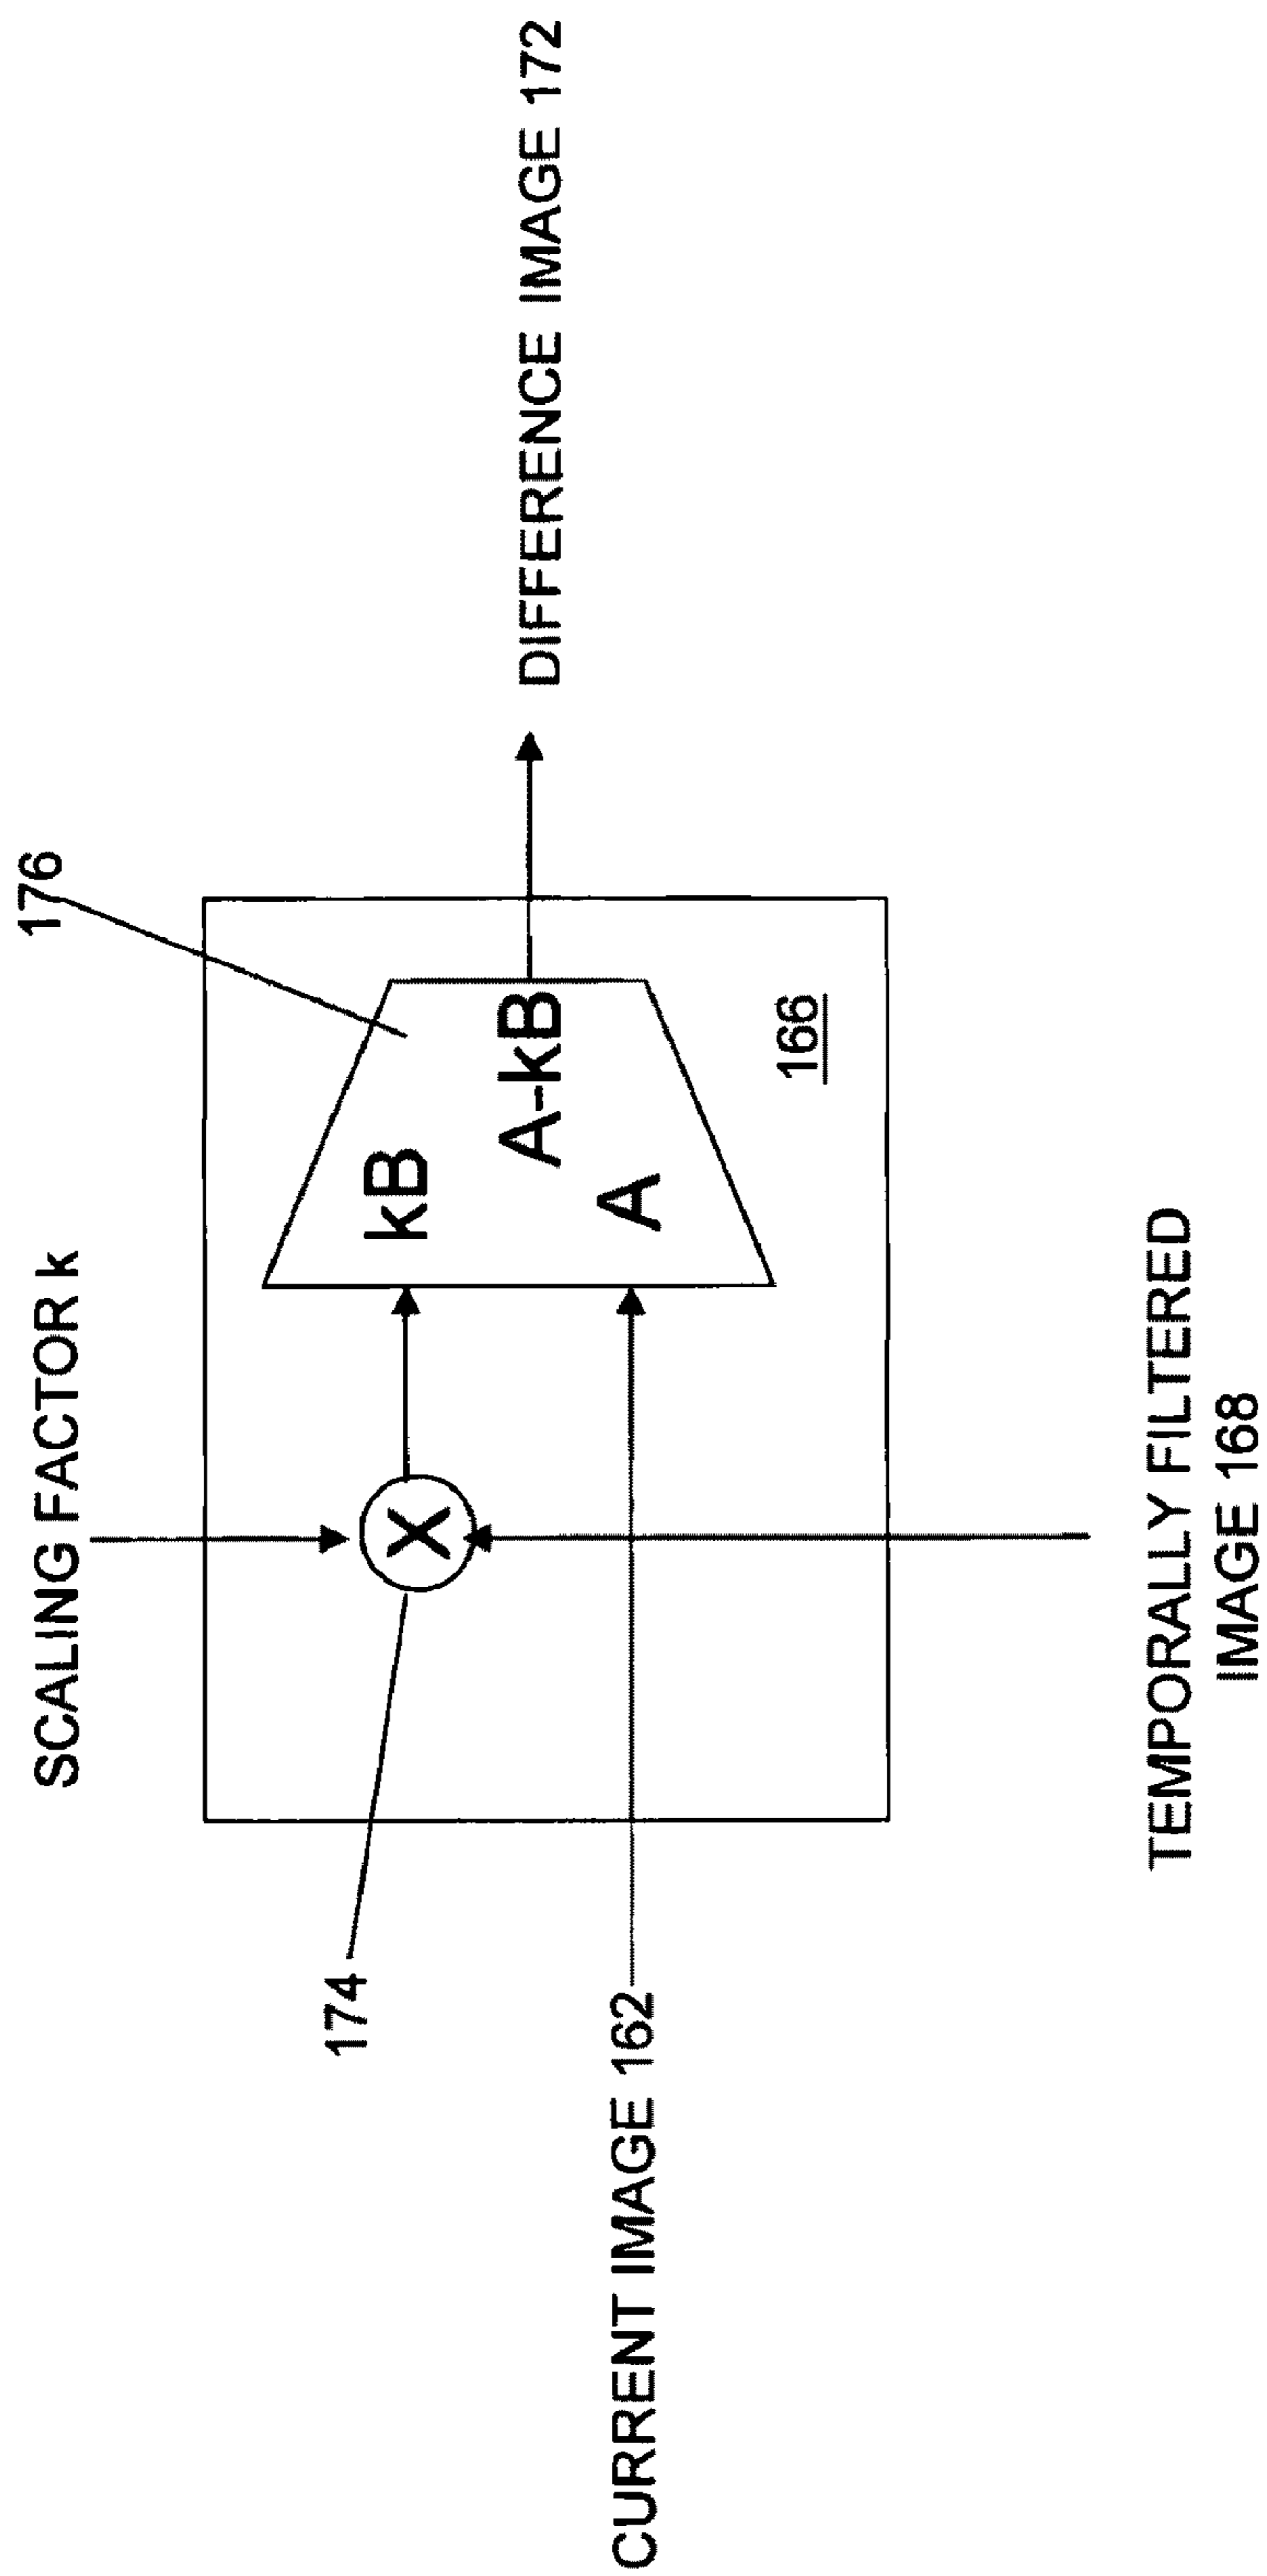 SCALING FACTOR k
176
174
X
kB
A-kB
A
166
CURRENT IMAGE 162
DIFFERENCE IMAGE 172
TEMPORALLY FILTERED
IMAGE 168